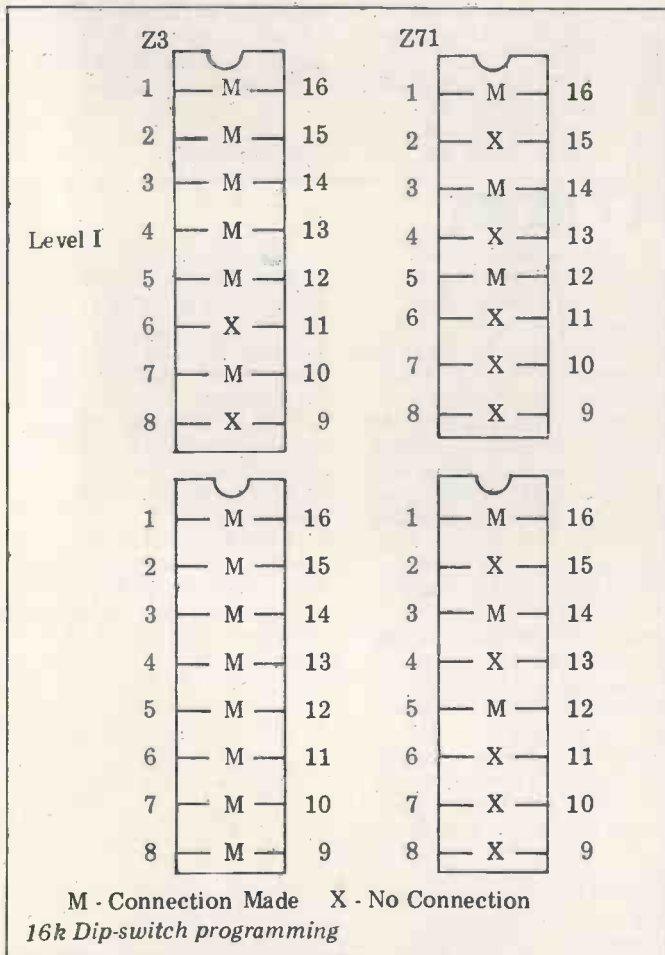 Z3 Z71
1 M 16 1 M 16
2 M 15 2 X 15
3 M 14 3 M 14
Level I 4 M 13 4 X 13
5 M 12 5 M 12
6 X 11 6 X 11
7 M 10 7 X 10
8 X 9 8 X 9
1 M 16 1 M 16
2 M 15 2 X 15
3 M 14 3 M 14
4 M 13 4 X 13
5 M 12 5 M 12
6 M 11 6 X 11
7 M 10 7 X 10
8 M 9 8 X 9
M - Connection Made X - No Connection
16k Dip-switch programming